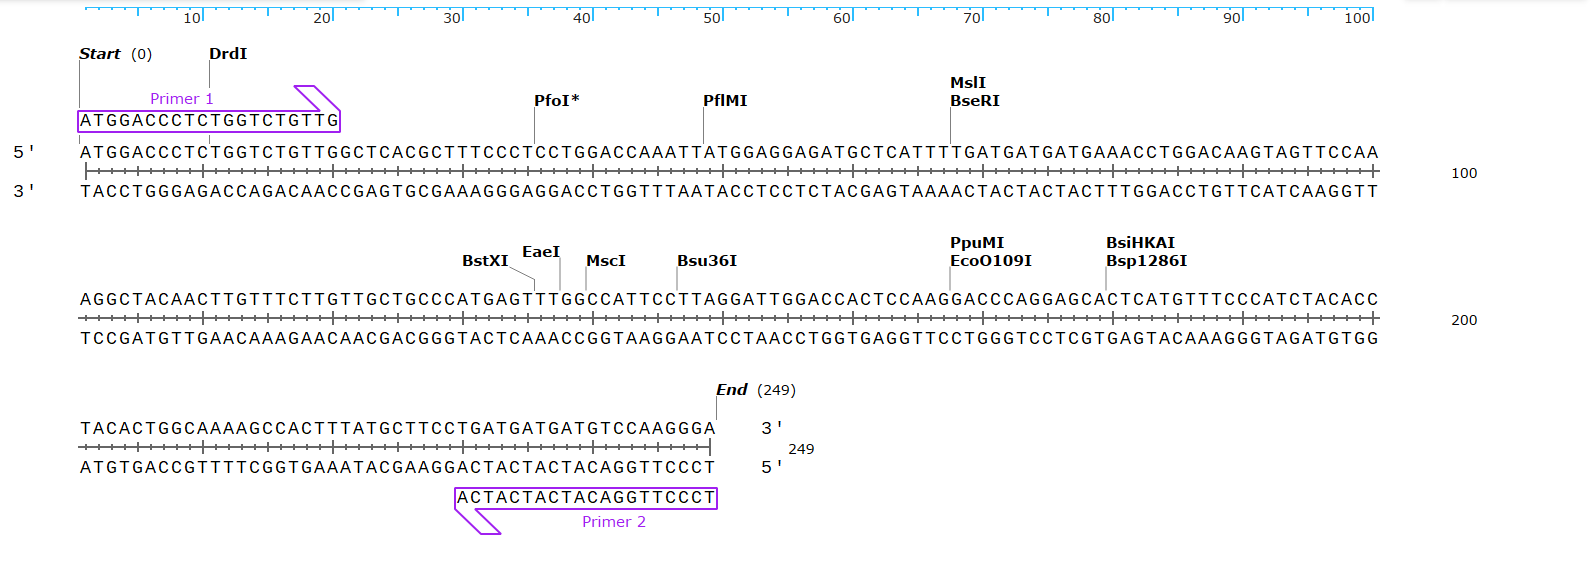 10 20 30 40 50 60 70 80 90 100
Start (0) DrdI
MslI
Primer 1 PfoI* PflMI BseRI
ATGGACCCTCTGGTCTGTTG
5' ATGGACCCTCTGGTCTGTTGGCTCACGCTTTCCCTCCTGGACCAAATTATGGAGGAGATGCTCATTTTGATGATGATGAAACCTGGACAAGTAGTTCCAA
100
3' TACCTGGGAGACCAGACAACCGAGTGCGAAAGGGAGGACCTGGTTTAATACCTCCTCTACGAGTAAAACTACTACTACTTTGGACCTGTTCATCAAGGTT
PpuMI BsiHKAI
BstXI EaeI MscI Bsu36I EcoO109I Bsp1286I
AGGCTACAACTTGTTTCTTGTTGCTGCCCATGAGTTTGGCCATTCCTTAGGATTGGACCACTCCAAGGACCCAGGAGCACTCATGTTTCCCATCTACACC
200
TCCGATGTTGAACAAAGAACAACGACGGGTACTCAAACCGGTAAGGAATCCTAACCTGGTGAGGTTCCTGGGTCCTCGTGAGTACAAAGGGTAGATGTGG
End (249)
TACACTGGCAAAAGCCACTTTATGCTTCCTGATGATGATGTCCAAGGGA 3'
249
ATGTGACCGTTTTCGGTGAAATACGAAGGACTACTACTACAGGTTCCCT 5'
ACTACTACTACAGGTTCCCT
Primer 2